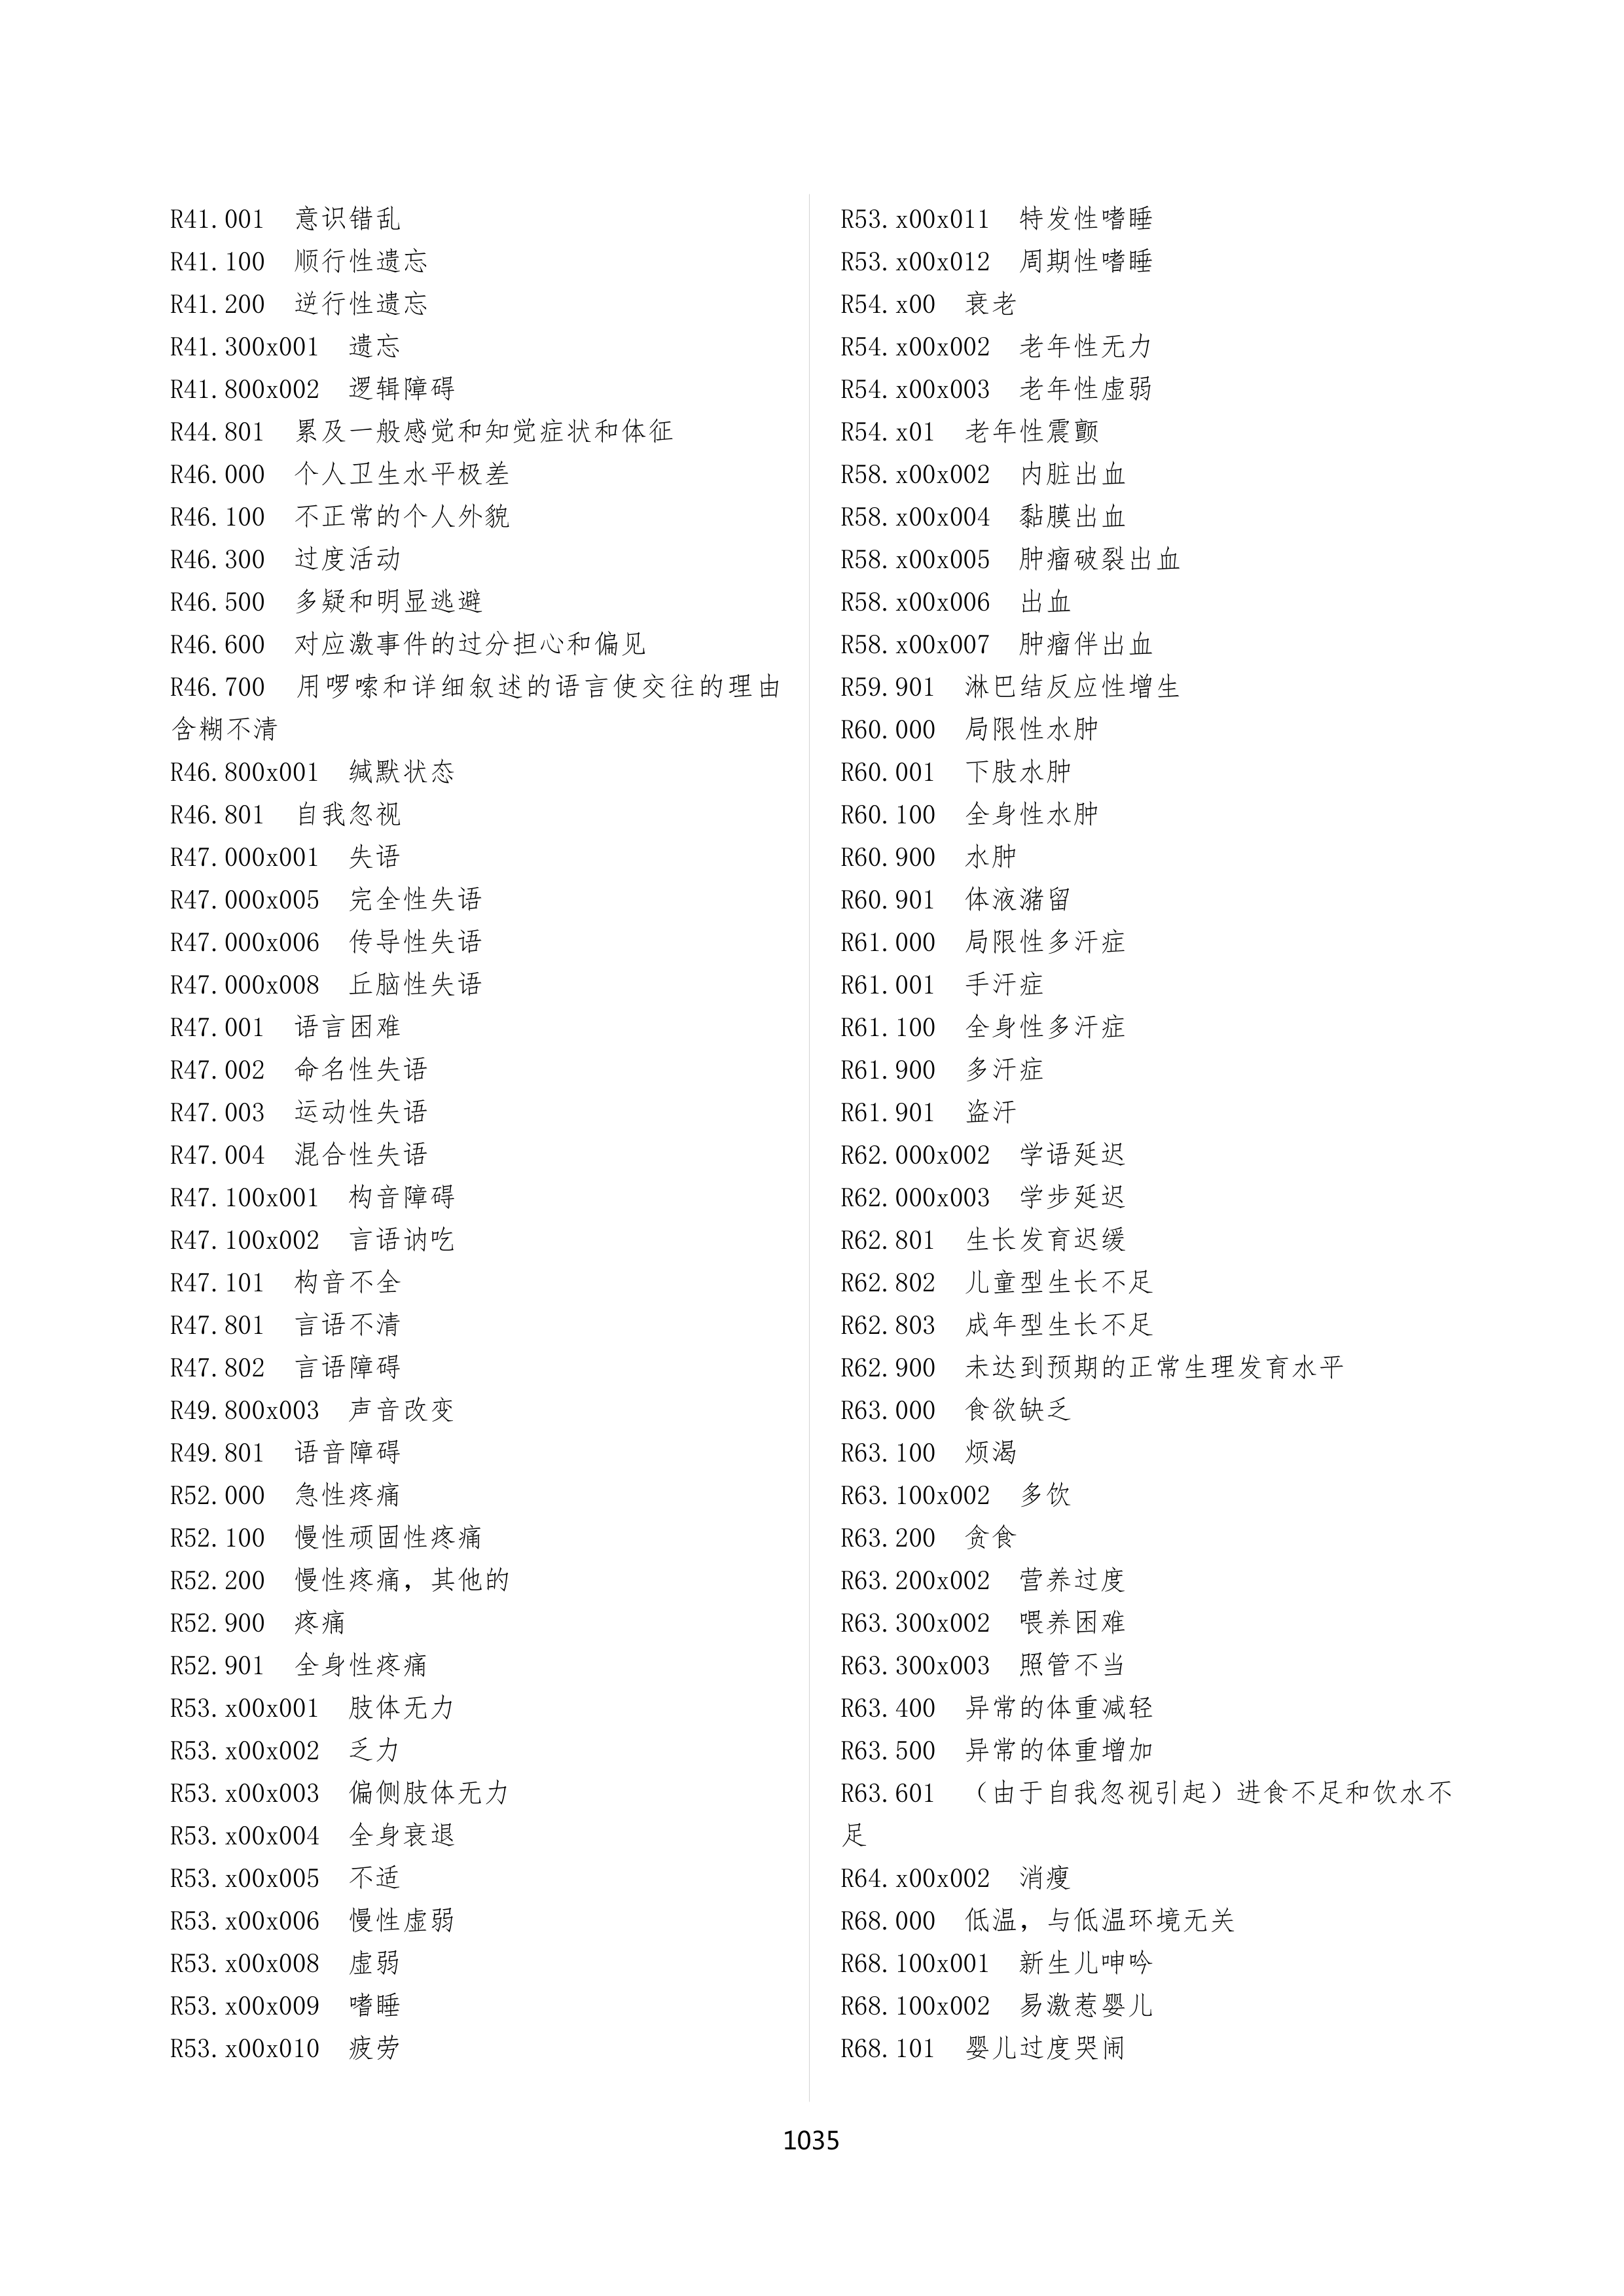 R41.001 意识错乱
R41.100 顺行性遗忘
R41.200 逆行性遗忘
R41.300x001 遗忘
R41.800x002 逻辑障碍
R44.801 累及一般感觉和知觉症状和体征
R46.000 个人卫生水平极差
R46.100 不正常的个人外貌
R46.300 过度活动
R46.500 多疑和明显逃避
R46.600 对应激事件的过分担心和偏见
R46.700 用啰嗦和详细叙述的语言使交往的理由
含糊不清
R46.800x001 缄默状态
R46.801 自我忽视
R47.000x001 失语
R47.000x005 完全性失语
R47.000x006 传导性失语
R47.000x008 丘脑性失语
R47.001 语言困难
R47.002 命名性失语
R47.003 运动性失语
R47.004 混合性失语
R47.100x001 构音障碍
R47.100x002 言语讷吃
R47.101 构音不全
R47.801 言语不清
R47.802 言语障碍
R49.800x003 声音改变
R49.801 语音障碍
R52.000 急性疼痛
R52.100 慢性顽固性疼痛
R52.200 慢性疼痛，其他的
R52.900 疼痛
R52.901 全身性疼痛
R53.x00x001 肢体无力
R53.x00x002 乏力
R53.x00x003 偏侧肢体无力
R53.x00x004 全身衰退
R53.x00x005 不适
R53.x00x006 慢性虚弱
R53.x00x008 虚弱
R53.x00x009 嗜睡
R53.x00x010 疲劳
R53.x00x011 特发性嗜睡
R53.x00x012 周期性嗜睡
R54.x00 衰老
R54.x00x002 老年性无力
R54.x00x003 老年性虚弱
R54.x01 老年性震颤
R58.x00x002 内脏出血
R58.x00x004 黏膜出血
R58.x00x005 肿瘤破裂出血
R58.x00x006 出血
R58.x00x007 肿瘤伴出血
R59.901 淋巴结反应性增生
R60.000 局限性水肿
R60.001 下肢水肿
R60.100 全身性水肿
R60.900 水肿
R60.901 体液潴留
R61.000 局限性多汗症
R61.001 手汗症
R61.100 全身性多汗症
R61.900 多汗症
R61.901 盗汗
R62.000x002 学语延迟
R62.000x003 学步延迟
R62.801 生长发育迟缓
R62.802 儿童型生长不足
R62.803 成年型生长不足
R62.900 未达到预期的正常生理发育水平
R63.000 食欲缺乏
R63.100 烦渴
R63.100x002 多饮
R63.200 贪食
R63.200x002 营养过度
R63.300x002 喂养困难
R63.300x003 照管不当
R63.400 异常的体重减轻
R63.500 异常的体重增加
R63.601 （由于自我忽视引起）进食不足和饮水不
足
R64.x00x002 消瘦
R68.000 低温，与低温环境无关
R68.100x001 新生儿呻吟
R68.100x002 易激惹婴儿
R68.101 婴儿过度哭闹
1035